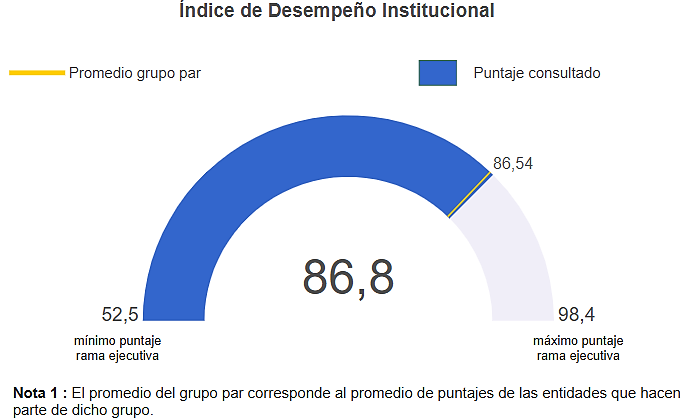 Índice de Desempeño Institucional
Promedio grupo par
Puntaje consultado
86,54
86,8
52,5
98,4
mínimo puntaje
rama ejecutiva
máximo puntaje
rama ejecutiva
Nota 1 : El promedio del grupo par corresponde al promedio de puntajes de las entidades que hacen
parte de dicho grupo.